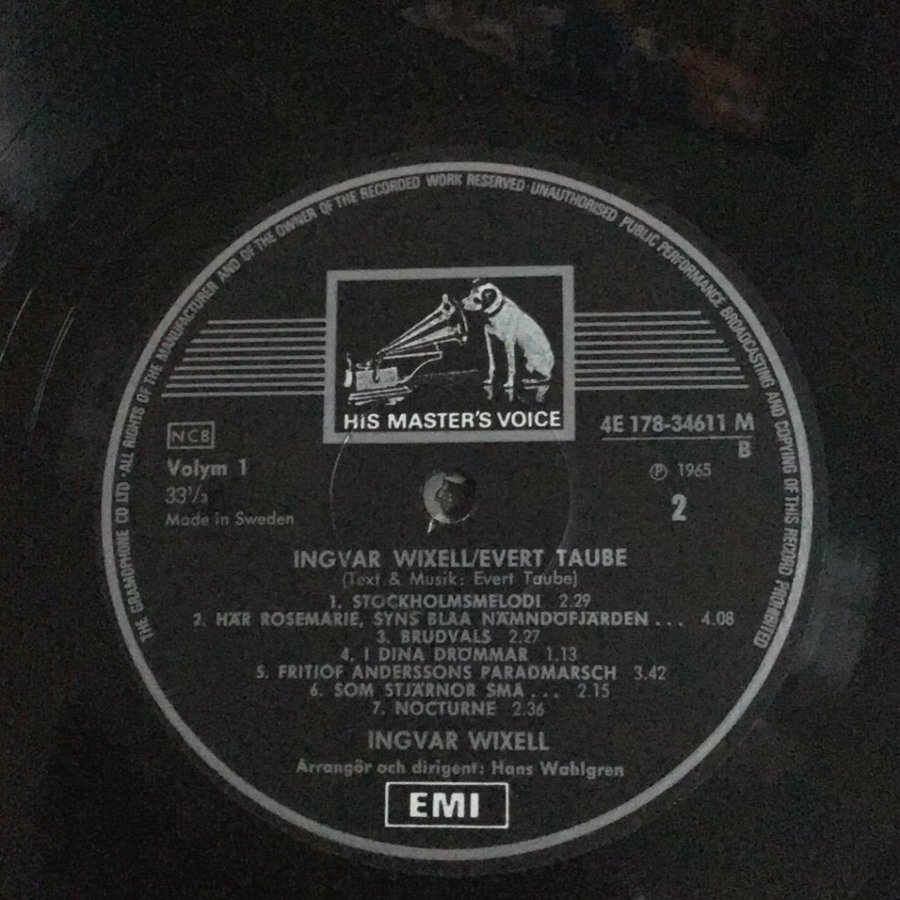 THE GRAMOPHONE CO LTD · ALL RIGHTS OF THE MANUFACTURER AND OF THE OWNER OF THE RECORDED WORK RESERVED · UNAUTHORISED PUBLIC PERFORMANCE BROADCASTING AND COPYING OF THIS RECORD PROHIBITED
HIS MASTER'S VOICE
NCB
Volym 1
33⅓
Made in Sweden
4E 178-34611 M
B
Ⓟ 1965
2
INGVAR WIXELL/EVERT TAUBE
(Text & Musik: Evert Taube)
1. STOCKHOLMSMELODI 2.29
2. HÄR ROSEMARIE, SYNS BLÅA NÄMNDÖFJÄRDEN . . . 4.08
3. BRUDVALS 2.27
4. I DINA DRÖMMAR 1.13
5. FRITIOF ANDERSSONS PARADMARSCH 3.42
6. SOM STJÄRNOR SMÅ . . . 2.15
7. NOCTURNE 2.36
INGVAR WIXELL
Arrangör och dirigent: Hans Wahlgren
EMI